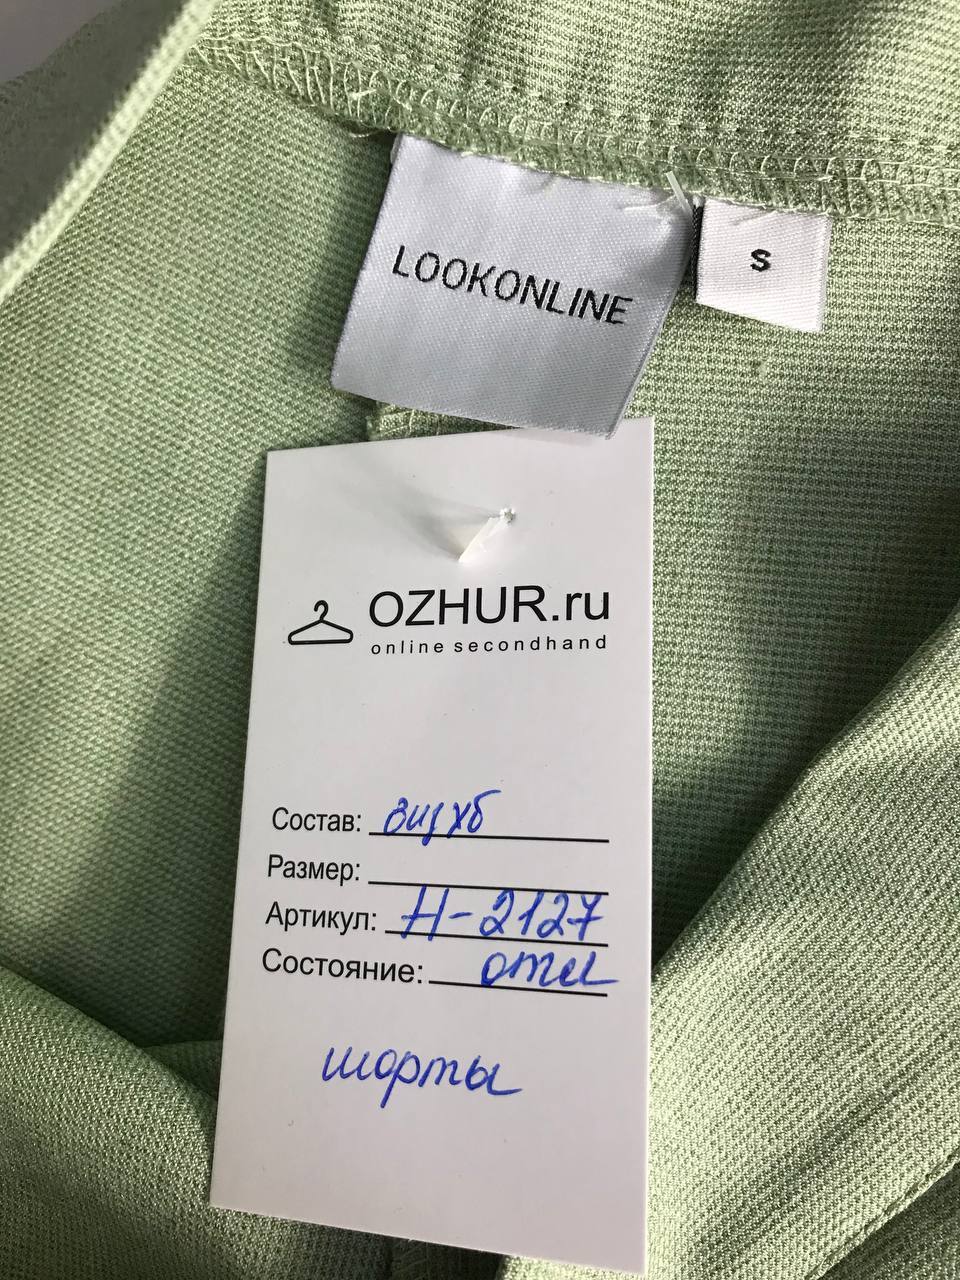 LOOKONLINE
S
OZHUR.ru
online secondhand
Состав: виз хб
Размер:
Артикул: Н-2127
Состояние: отл
шорты